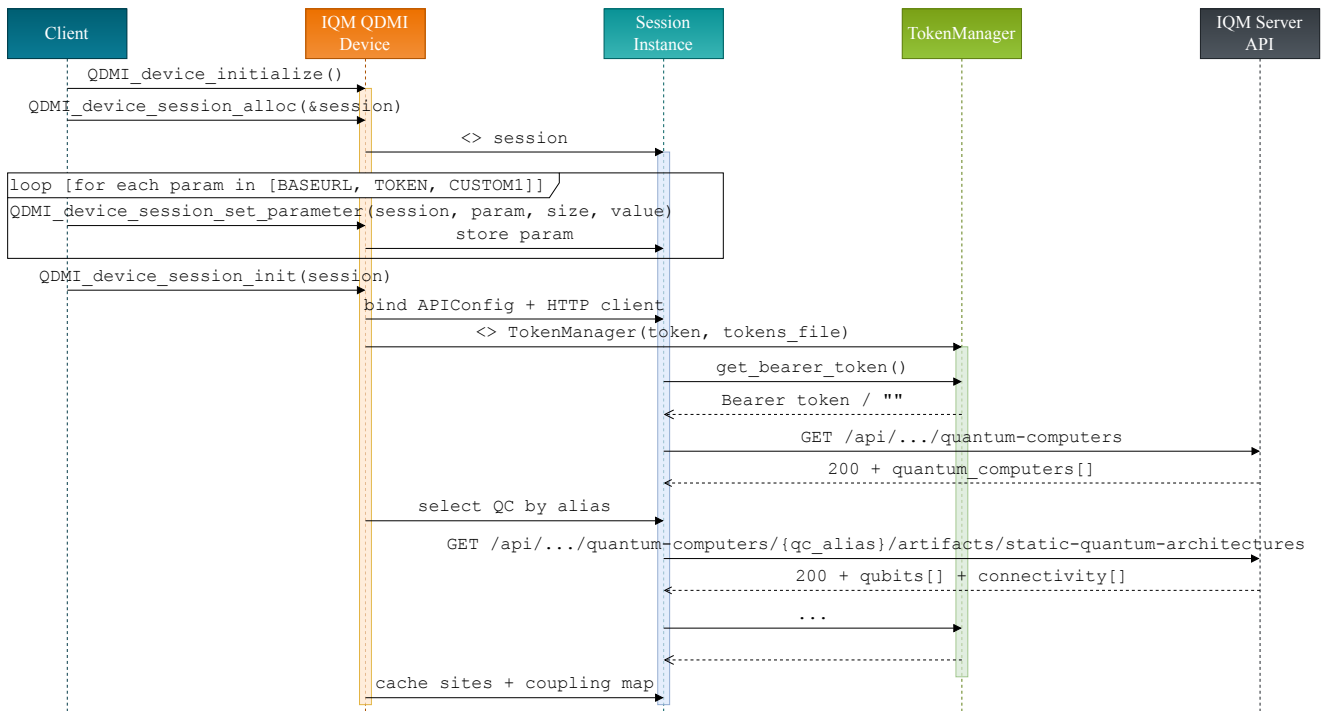 Client
IQM QDMI
Device
Session
Instance
TokenManager
IQM Server
API
QDMI_device_initialize()
QDMI_device_session_alloc(&session)
<> session
loop [for each param in [BASEURL, TOKEN, CUSTOM1]]
QDMI_device_session_set_parameter(session, param, size, value)
store param
QDMI_device_session_init(session)
bind APIConfig + HTTP client
<> TokenManager(token, tokens_file)
get_bearer_token()
Bearer token / ""
GET /api/.../quantum-computers
200 + quantum_computers[]
select QC by alias
GET /api/.../quantum-computers/{qc_alias}/artifacts/static-quantum-architectures
200 + qubits[] + connectivity[]
...
cache sites + coupling map